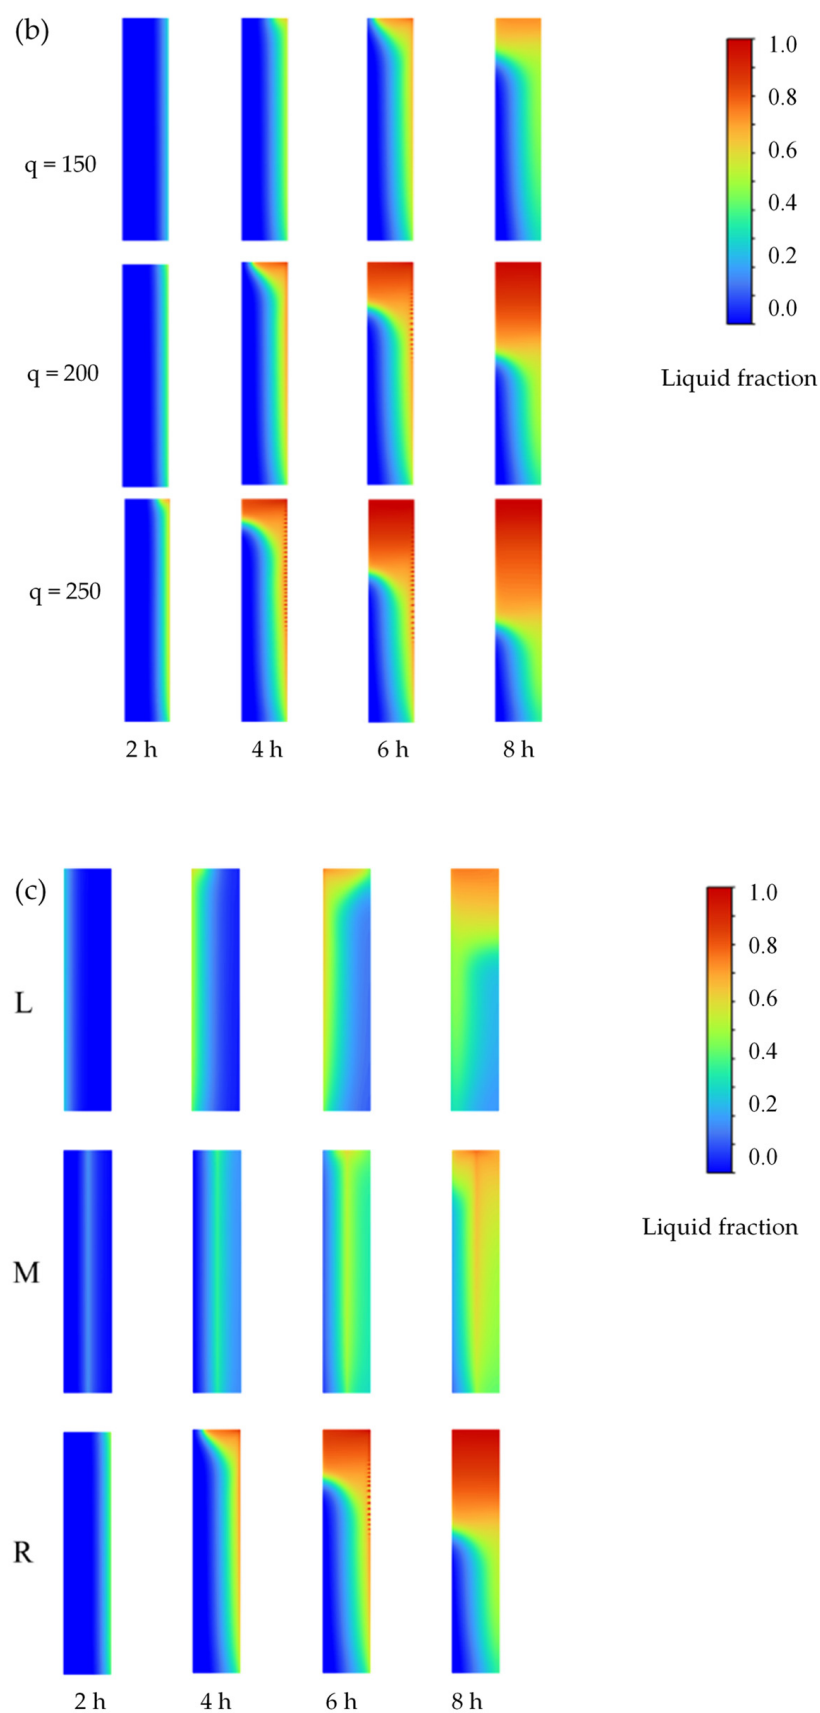 (b)
1.0
0.8
0.6
0.4
0.2
0.0
Liquid fraction
q = 150
q = 200
q = 250
2 h 4 h 6 h 8 h
(c)
1.0
0.8
0.6
0.4
0.2
0.0
Liquid fraction
L
M
R
2 h 4 h 6 h 8 h